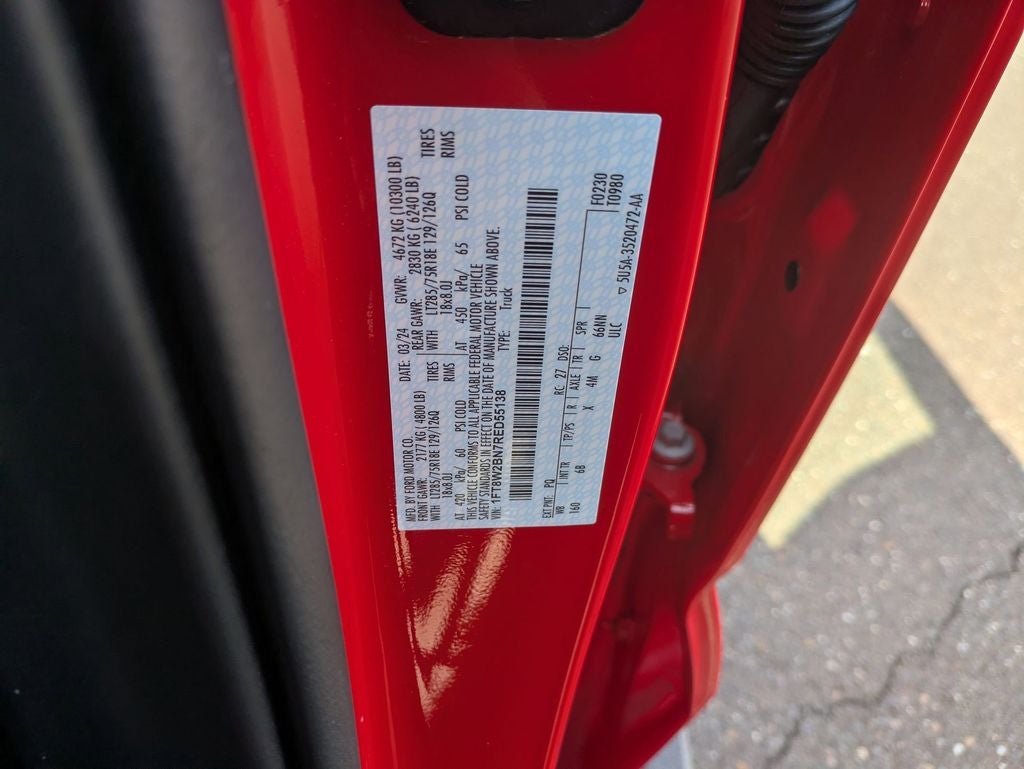 MFD. BY FORD MOTOR CO.
DATE: 03/24 GVWR: 4672 KG (10300 LB)
FRONT GAWR: 2177 KG ( 4800 LB) REAR GAWR: 2830 KG ( 6240 LB)
WITH LT285/75R18E 129/126Q TIRES WITH LT285/75R18E 129/126Q TIRES
18x8.0J RIMS 18x8.0J RIMS
AT 420 kPa/ 60 PSI COLD AT 450 kPa/ 65 PSI COLD
THIS VEHICLE CONFORMS TO ALL APPLICABLE FEDERAL MOTOR VEHICLE
SAFETY STANDARDS IN EFFECT ON THE DATE OF MANUFACTURE SHOWN ABOVE.
VIN: 1FT8W2BN7RED55138 TYPE: Truck
F0230
EXT PNT: PQ RC: 27 DSO: T0980
WB INT TR TP/PS R AXLE TR SPR
160 6B X 4M G 66NN
ULC
▽ 5U5A-3520472-AA